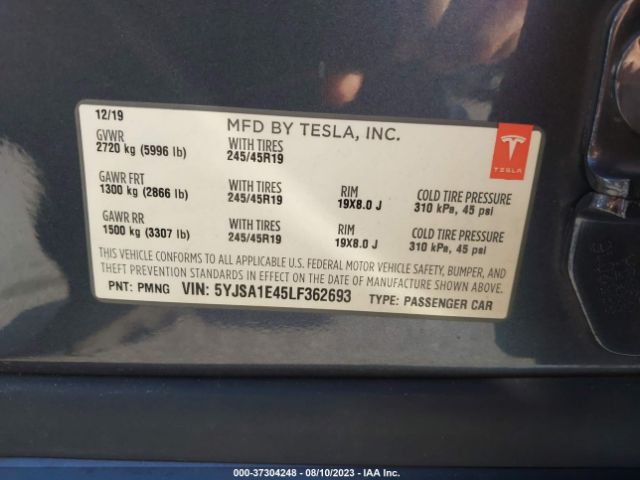 12/19
MFD BY TESLA, INC.
TESLA
GVWR
2720 kg (5996 lb)
WITH TIRES
245/45R19
GAWR FRT
1300 kg (2866 lb)
WITH TIRES
245/45R19
RIM
19X8.0 J
COLD TIRE PRESSURE
310 kPa, 45 psi
GAWR RR
1500 kg (3307 lb)
WITH TIRES
245/45R19
RIM
19X8.0 J
COLD TIRE PRESSURE
310 kPa, 45 psi
THIS VEHICLE CONFORMS TO ALL APPLICABLE U.S. FEDERAL MOTOR VEHICLE SAFETY, BUMPER, AND
THEFT PREVENTION STANDARDS IN EFFECT ON THE DATE OF MANUFACTURE SHOWN ABOVE.
PNT: PMNG VIN: 5YJSA1E45LF362693 TYPE: PASSENGER CAR
000-37304248 - 08/10/2023 - IAA Inc.